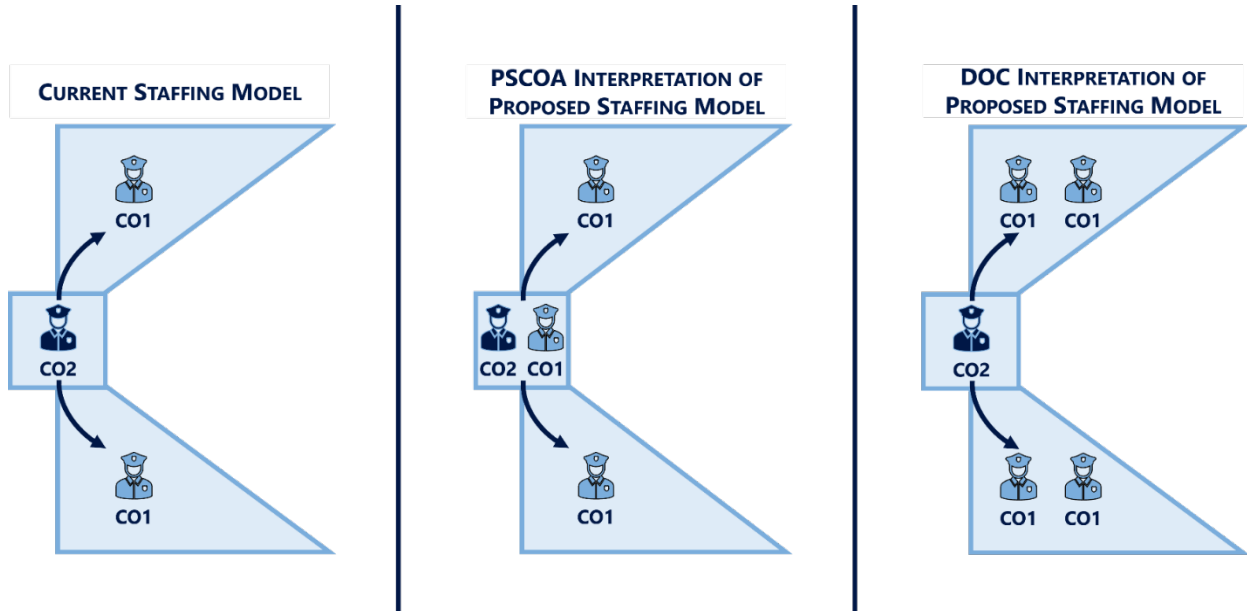 CURRENT STAFFING MODEL
CO1
CO2
CO1
PSCOA INTERPRETATION OF
PROPOSED STAFFING MODEL
CO1
CO2 CO1
CO1
DOC INTERPRETATION OF
PROPOSED STAFFING MODEL
CO1 CO1
CO2
CO1 CO1